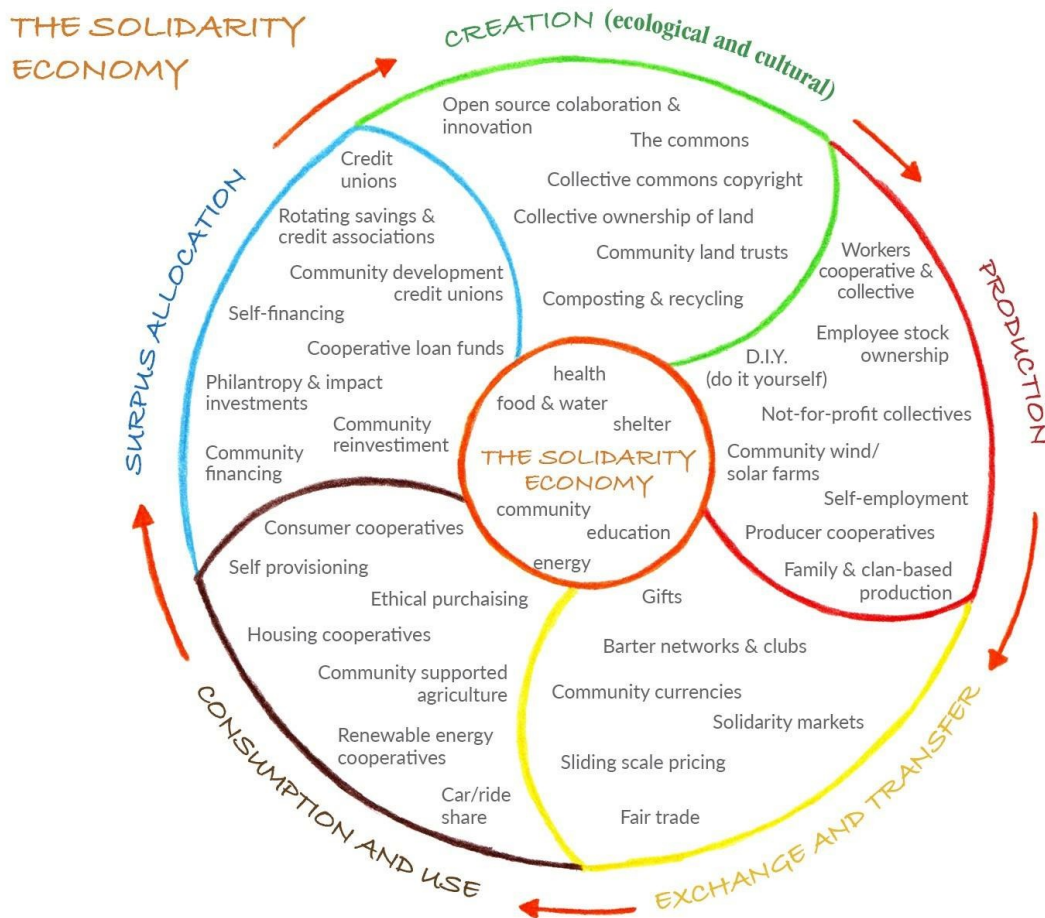 THE SOLIDARITY
ECONOMY
CREATION (ecological and cultural)
Open source colaboration &
innovation
The commons
Collective commons copyright
Collective ownership of land
Community land trusts
Composting & recycling
PRODUCTION
Workers
cooperative &
collective
Employee stock
ownership
D.I.Y.
(do it yourself)
Not-for-profit collectives
Community wind/
solar farms
Self-employment
Producer cooperatives
Family & clan-based
production
EXCHANGE AND TRANSFER
Gifts
Barter networks & clubs
Community currencies
Solidarity markets
Sliding scale pricing
Fair trade
CONSUMPTION AND USE
Consumer cooperatives
Self provisioning
Ethical purchaising
Housing cooperatives
Community supported
agriculture
Renewable energy
cooperatives
Car/ride
share
SURPUS ALLOCATION
Credit
unions
Rotating savings &
credit associations
Community development
credit unions
Self-financing
Cooperative loan funds
Philantropy & impact
investments
Community
reinvestiment
Community
financing
health
food & water
shelter
THE SOLIDARITY
ECONOMY
community
education
energy